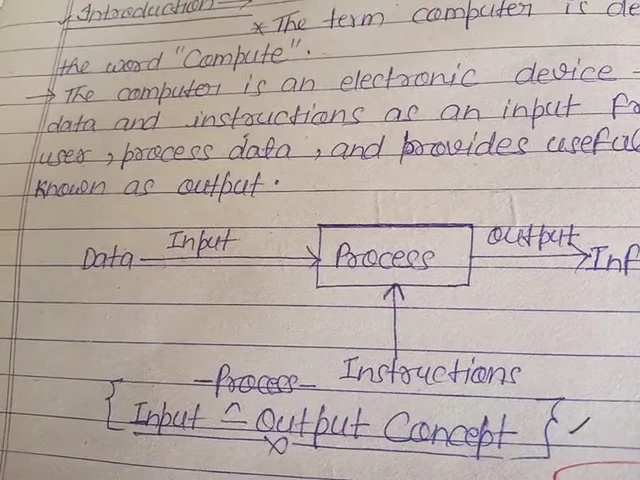 Introduction
* The term computer is de
the word "Compute".
→ The computer is an electronic device
data and instructions as an input fr
user, process data, and provides useful
known as output.
Data Input Process Output Inf
Instructions
Process
{ Input ^ Output Concept }